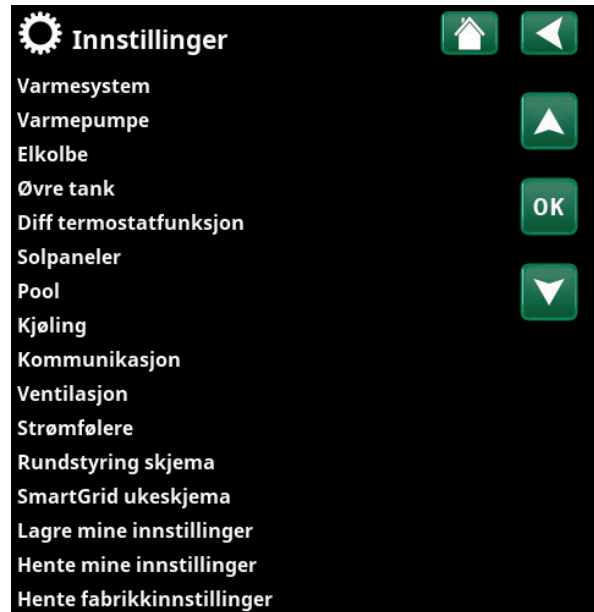 Innstillinger
Varmesystem
Varmepumpe
Elkolbe
Øvre tank
OK
Diff termostatfunksjon
Solpaneler
Pool
Kjøling
Kommunikasjon
Ventilasjon
Strømfølere
Rundstyring skjema
SmartGrid ukeskjema
Lagre mine innstillinger
Hente mine innstillinger
Hente fabrikkinnstillinger